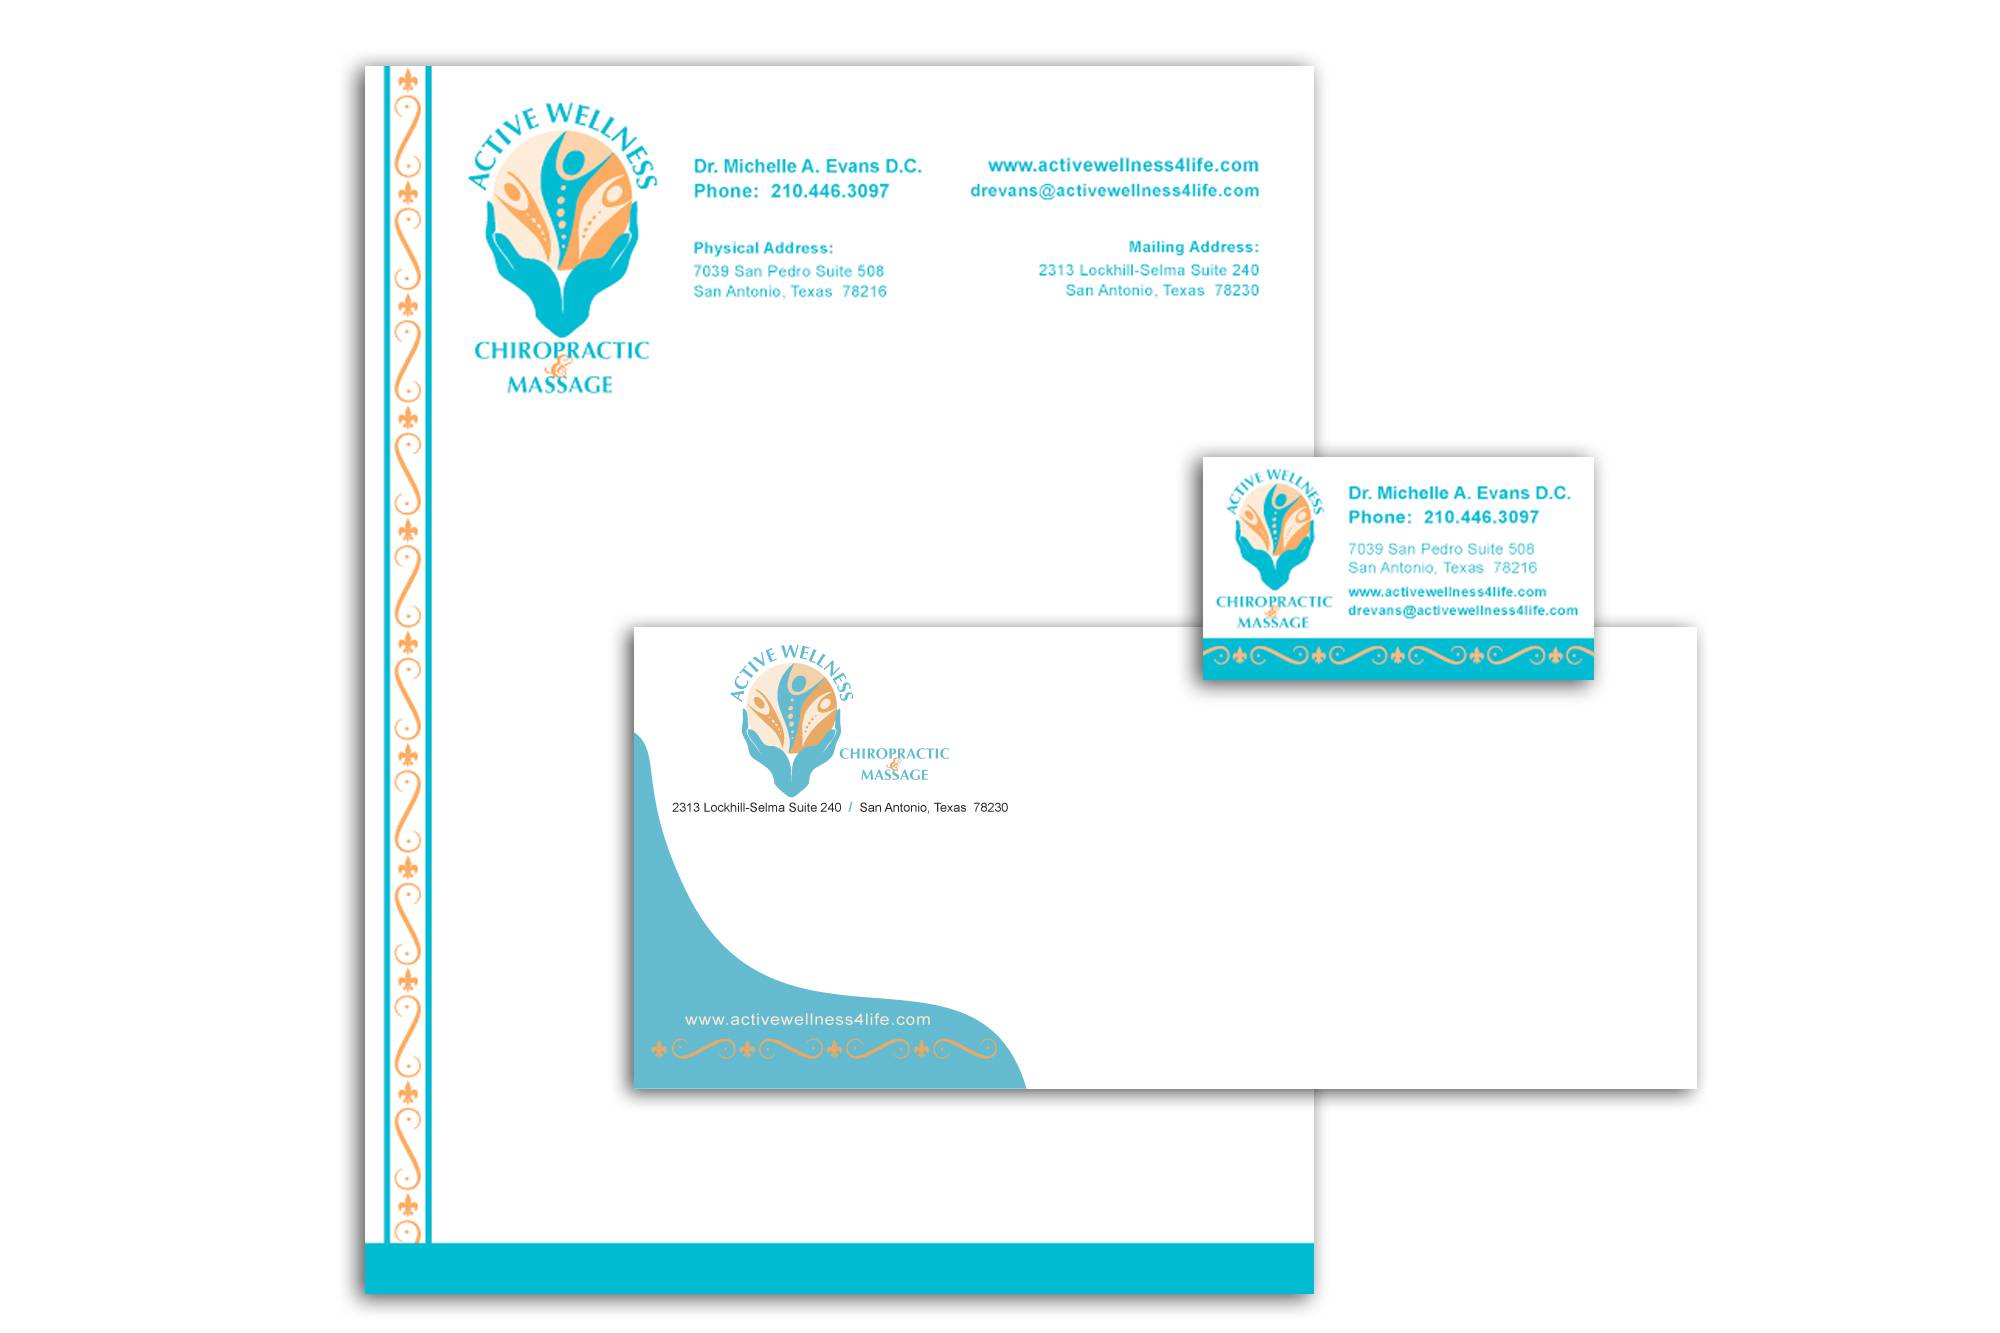 ACTIVE WELLNESS
CHIROPRACTIC
&
MASSAGE
Dr. Michelle A. Evans D.C.
Phone: 210.446.3097
Physical Address:
7039 San Pedro Suite 508
San Antonio, Texas 78216
www.activewellness4life.com
drevans@activewellness4life.com
Mailing Address:
2313 Lockhill-Selma Suite 240
San Antonio, Texas 78230
ACTIVE WELLNESS
CHIROPRACTIC
&
MASSAGE
Dr. Michelle A. Evans D.C.
Phone: 210.446.3097
7039 San Pedro Suite 508
San Antonio, Texas 78216
www.activewellness4life.com
drevans@activewellness4life.com
ACTIVE WELLNESS
CHIROPRACTIC
&
MASSAGE
2313 Lockhill-Selma Suite 240 / San Antonio, Texas 78230
www.activewellness4life.com